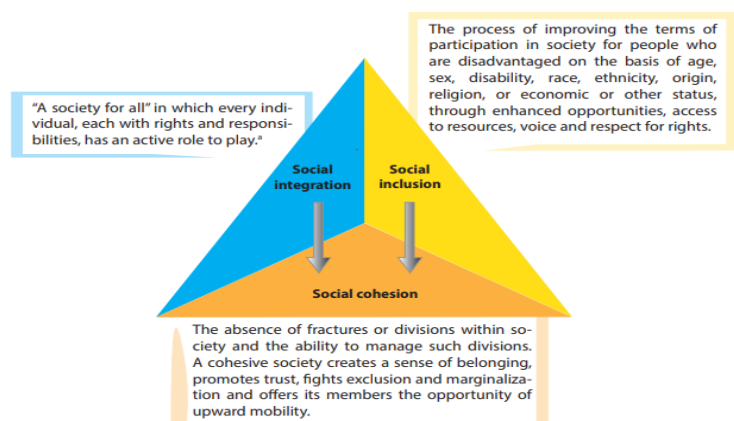 The process of improving the terms of
participation in society for people who
are disadvantaged on the basis of age,
sex, disability, race, ethnicity, origin,
religion, or economic or other status,
through enhanced opportunities, access
to resources, voice and respect for rights.
“A society for all” in which every indi-
vidual, each with rights and responsi-
bilities, has an active role to play.ᵃ
Social
integration
Social
inclusion
Social cohesion
The absence of fractures or divisions within so-
ciety and the ability to manage such divisions.
A cohesive society creates a sense of belonging,
promotes trust, fights exclusion and marginaliza-
tion and offers its members the opportunity of
upward mobility.